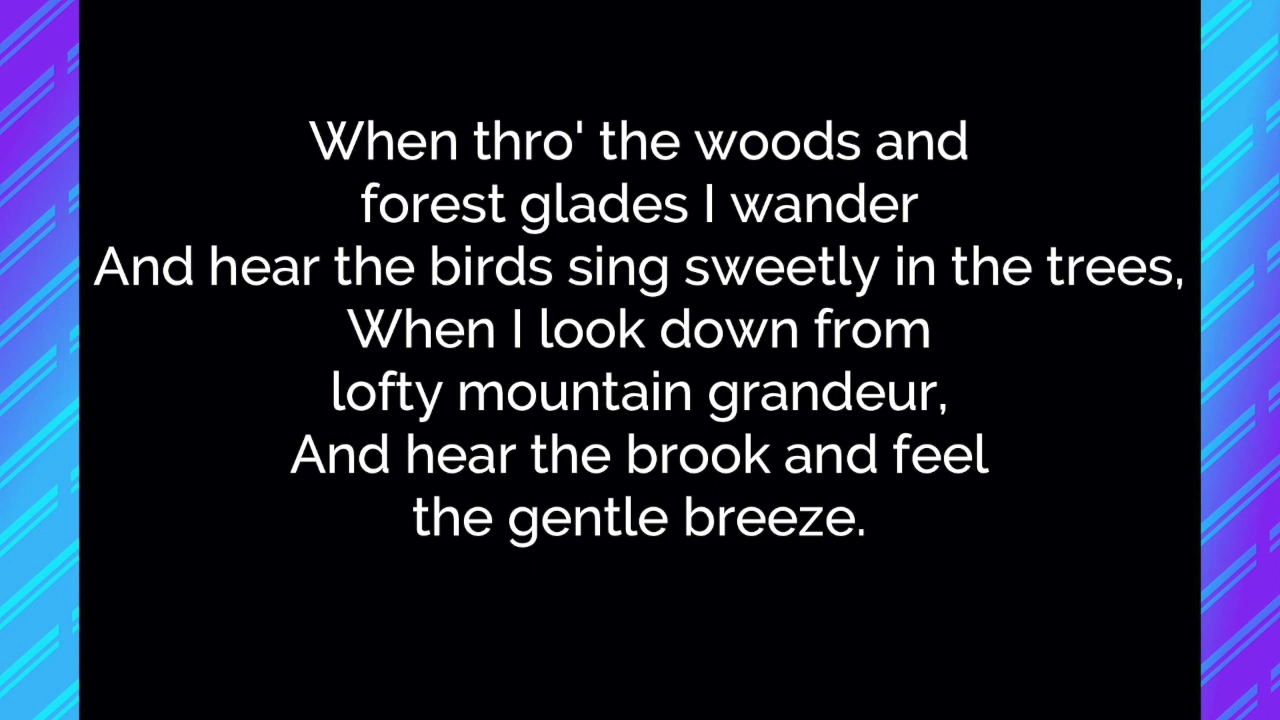 When thro' the woods and
forest glades I wander
And hear the birds sing sweetly in the trees,
When I look down from
lofty mountain grandeur,
And hear the brook and feel
the gentle breeze.